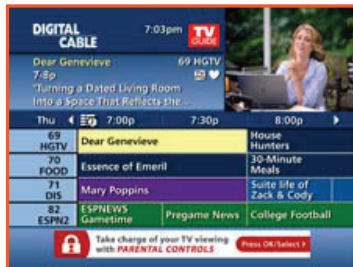 DIGITAL CABLE
7:03pm
TV GUIDE
Dear Genevieve
69 HGTV
7-8p
"Turning a Dated Living Room
Into a Space That Reflects the...
Thu 7:00p 7:30p 8:00p
69 HGTV
Dear Genevieve
House Hunters
70 FOOD
Essence of Emeril
30-Minute Meals
71 DIS
Mary Poppins
Suite life of Zack & Cody
82 ESPN2
ESPNEWS Gametime
Pregame News
College Football
Take charge of your TV viewing
with PARENTAL CONTROLS
Press OK/Select >